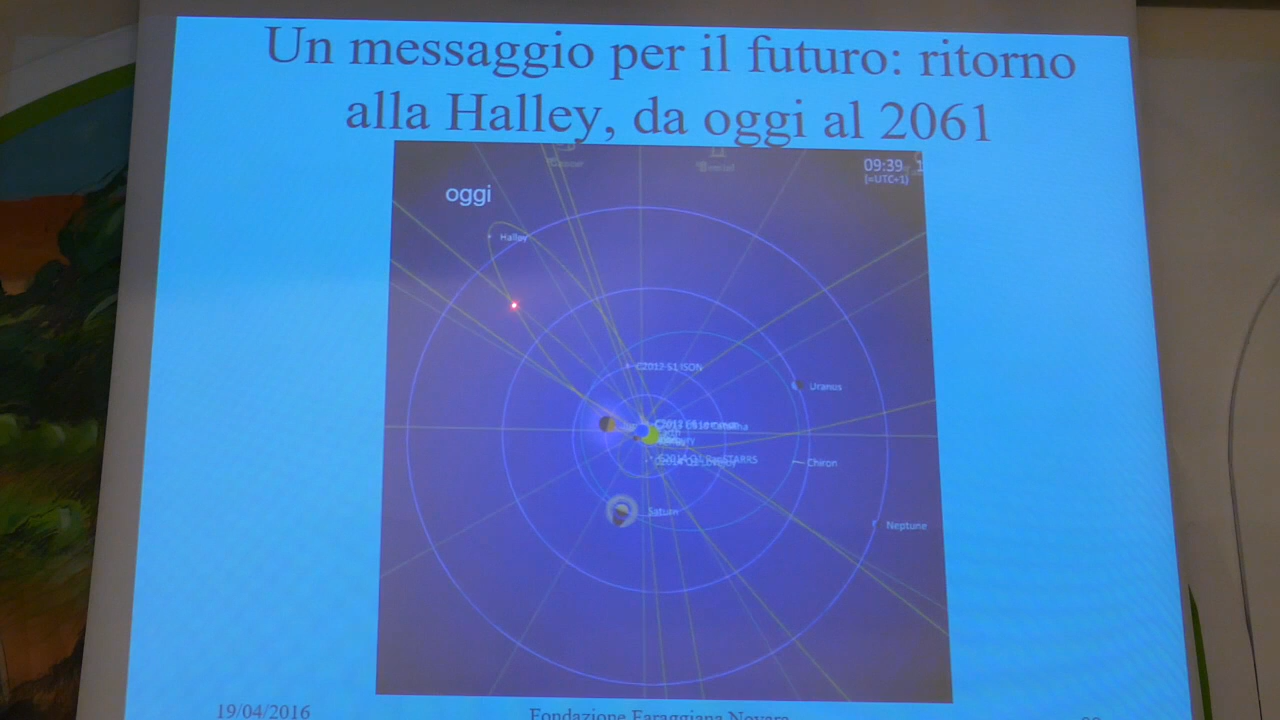 Un messaggio per il futuro: ritorno
alla Halley, da oggi al 2061
09:39
(=UTC+1)
oggi
Halley
C2012 S1 ISON
Uranus
Chiron
Saturn
Neptune
19/04/2016
Fondazione Faraggiana Novara